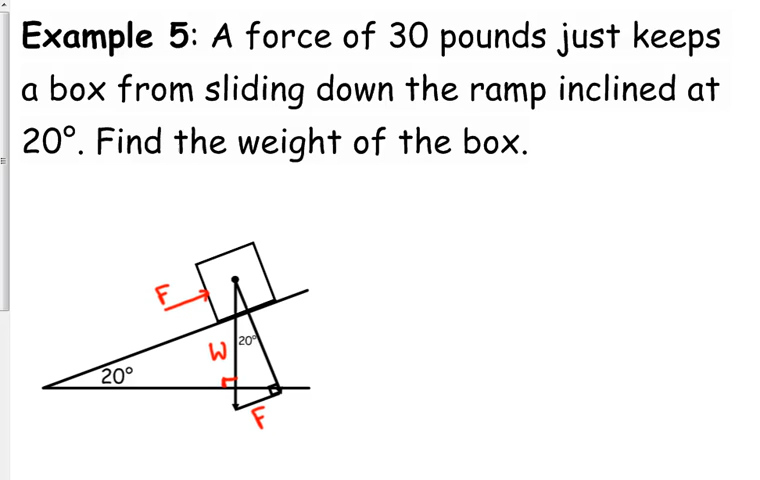 Example 5: A force of 30 pounds just keeps
a box from sliding down the ramp inclined at
20°. Find the weight of the box.
F
W
20°
20°
F